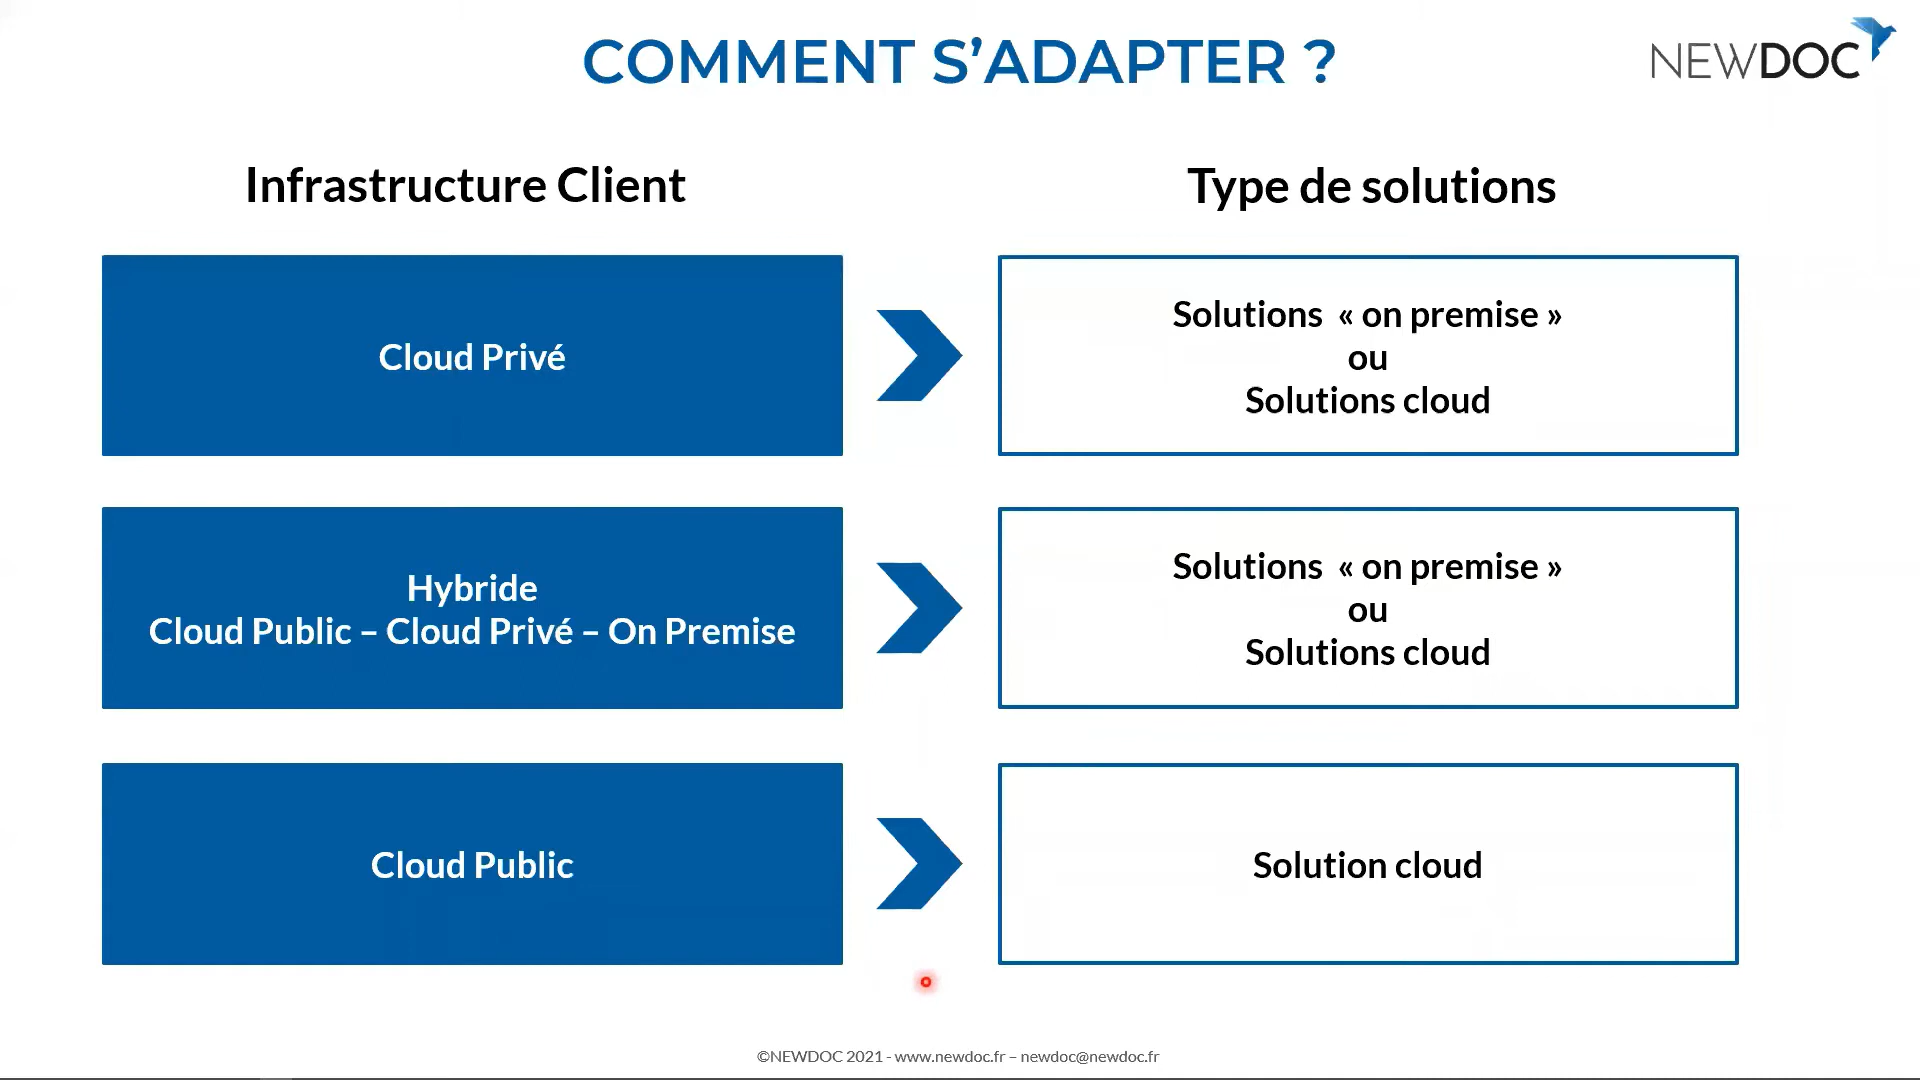 COMMENT S’ADAPTER ?
NEWDOC
Infrastructure Client
Type de solutions
Cloud Privé
Solutions « on premise »
ou
Solutions cloud
Hybride
Cloud Public – Cloud Privé – On Premise
Solutions « on premise »
ou
Solutions cloud
Cloud Public
Solution cloud
©NEWDOC 2021 - www.newdoc.fr – newdoc@newdoc.fr